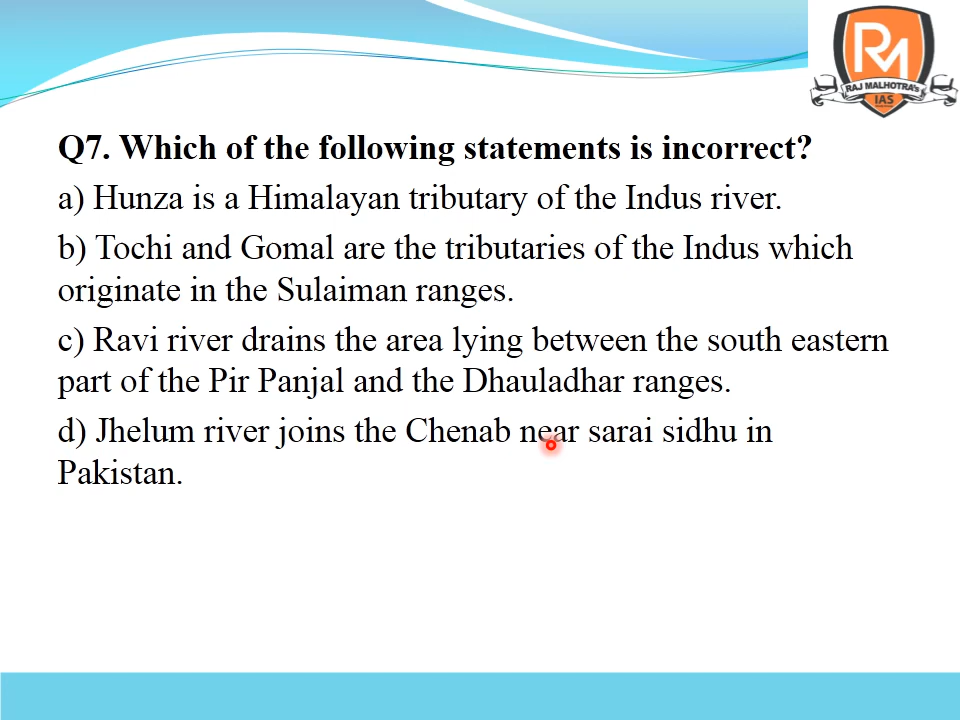 RM
RAJ MALHOTRA's
IAS
Q7. Which of the following statements is incorrect?
a) Hunza is a Himalayan tributary of the Indus river.
b) Tochi and Gomal are the tributaries of the Indus which
originate in the Sulaiman ranges.
c) Ravi river drains the area lying between the south eastern
part of the Pir Panjal and the Dhauladhar ranges.
d) Jhelum river joins the Chenab near sarai sidhu in
Pakistan.